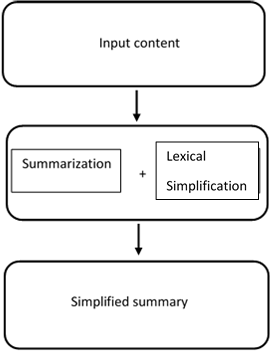 Input content
Summarization
+
Lexical
Simplification
Simplified summary